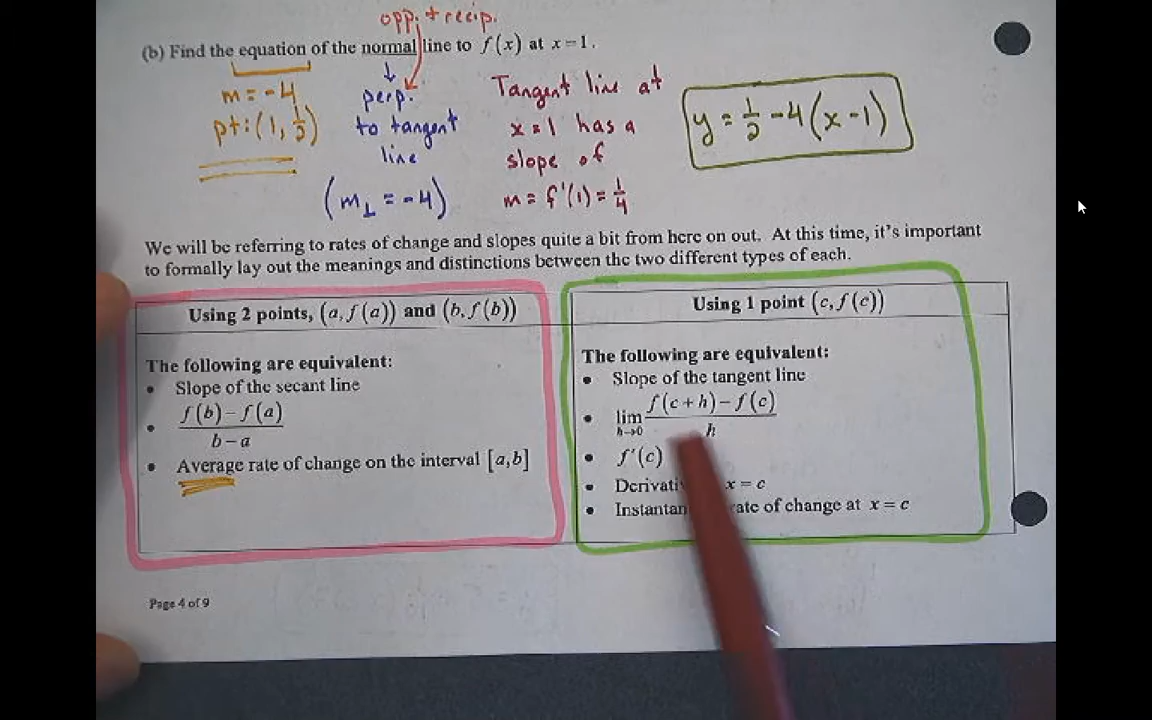 opp. + recip.
(b) Find the equation of the normal line to f(x) at x=1.
m = -4
pt: (1, 1/2)
perp.
to tangent
line
(m⊥ = -4)
Tangent line at
x = 1 has a
slope of
m = f'(1) = 1/4
y = 1/2 - 4(x - 1)
We will be referring to rates of change and slopes quite a bit from here on out. At this time, it's important
to formally lay out the meanings and distinctions between the two different types of each.
Using 2 points, (a, f(a)) and (b, f(b))
The following are equivalent:
• Slope of the secant line
• f(b) - f(a) / b - a
• Average rate of change on the interval [a,b]
Using 1 point (c, f(c))
The following are equivalent:
• Slope of the tangent line
• lim h→0 f(c+h) - f(c) / h
• f'(c)
• x = c
• rate of change at x = c
Page 4 of 9